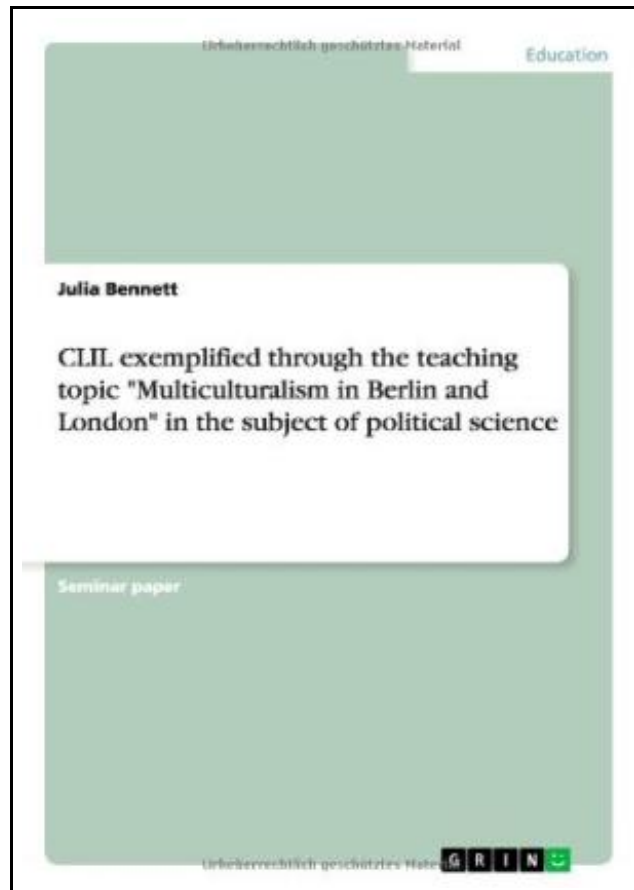 Urheberrechtlich geschütztes Material
Education
Julia Bennett
CLIL exemplified through the teaching
topic "Multiculturalism in Berlin and
London" in the subject of political science
Seminar paper
GRIN
Urheberrechtlich geschütztes